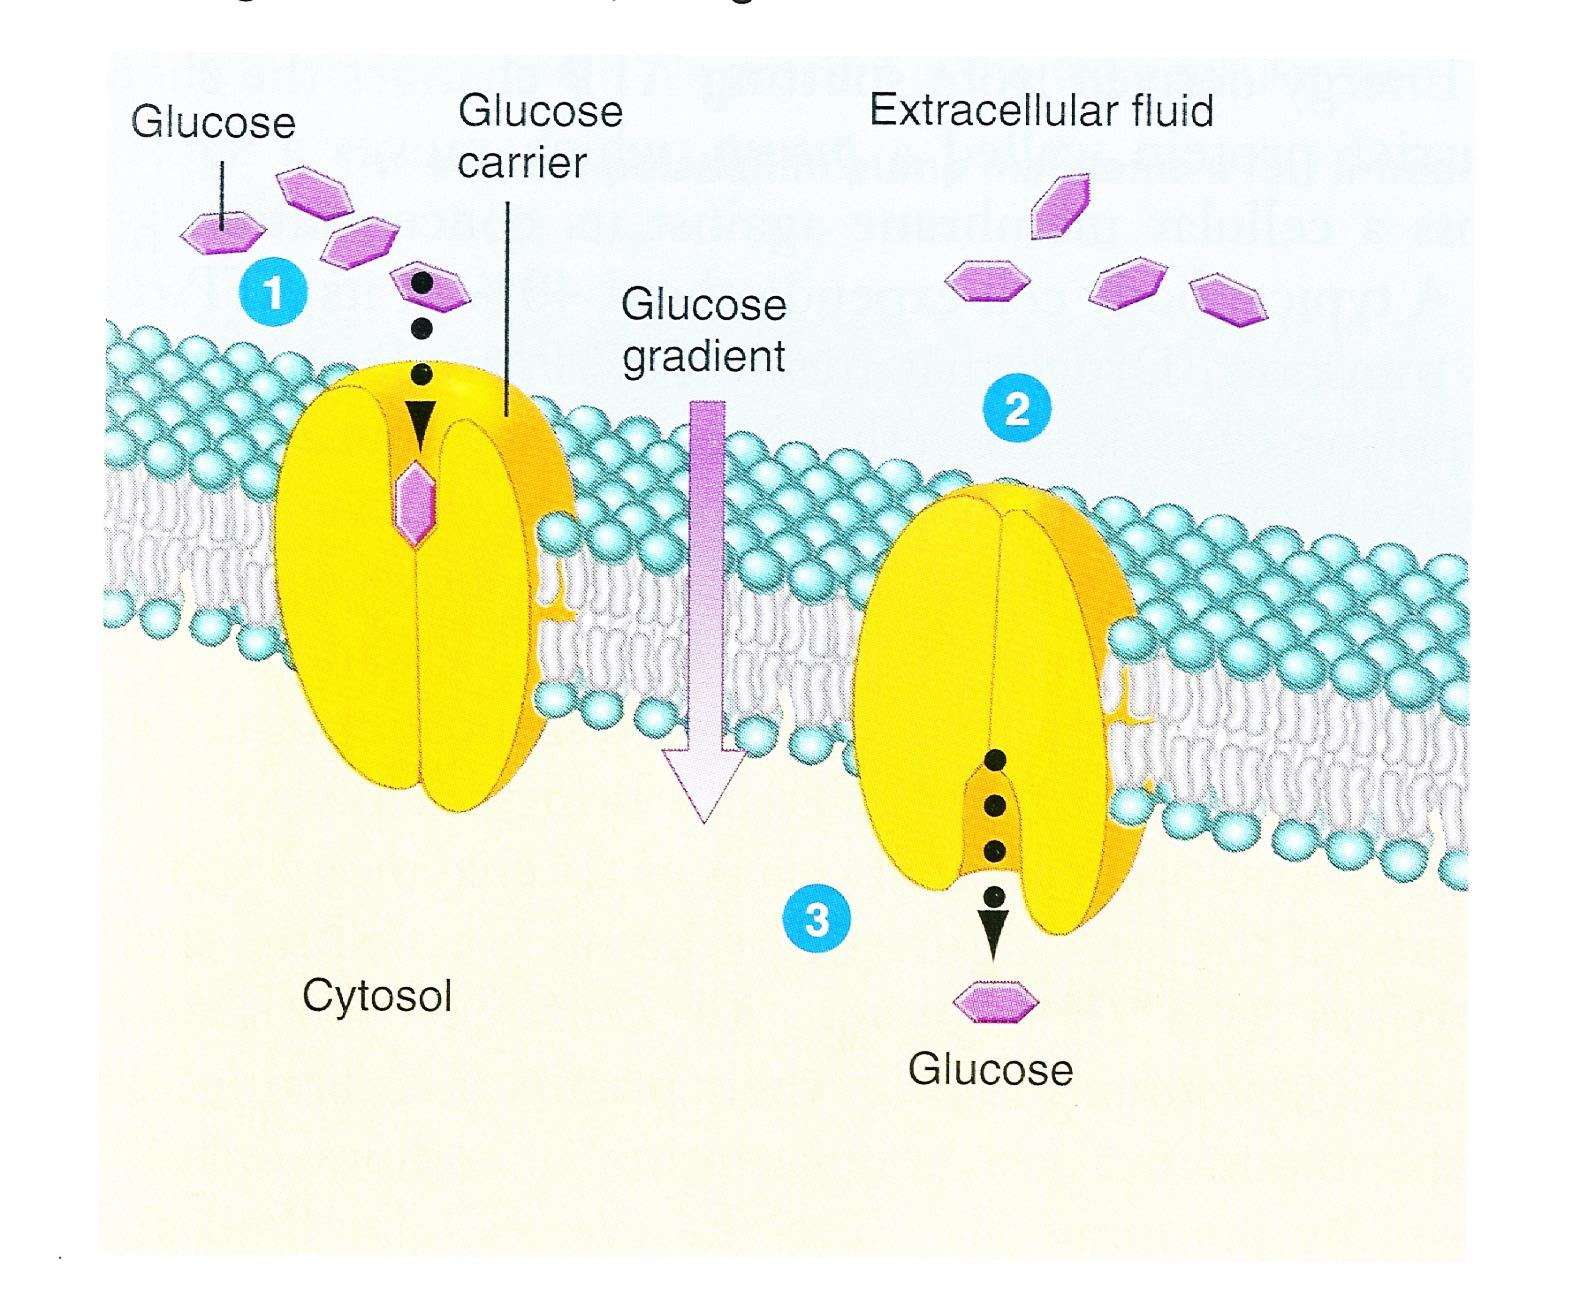 Glucose
Glucose
carrier
Extracellular fluid
1
Glucose
gradient
2
3
Cytosol
Glucose